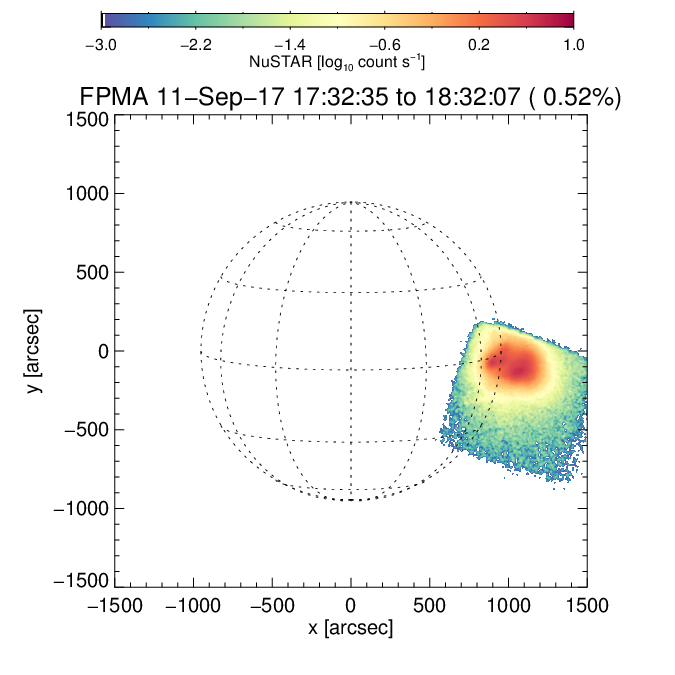 −3.0 −2.2 −1.4 −0.6 0.2 1.0
NuSTAR [log₁₀ count s⁻¹]
FPMA 11−Sep−17 17:32:35 to 18:32:07 ( 0.52%)
1500
1000
500
0
−500
−1000
−1500
y [arcsec]
−1500 −1000 −500 0 500 1000 1500
x [arcsec]